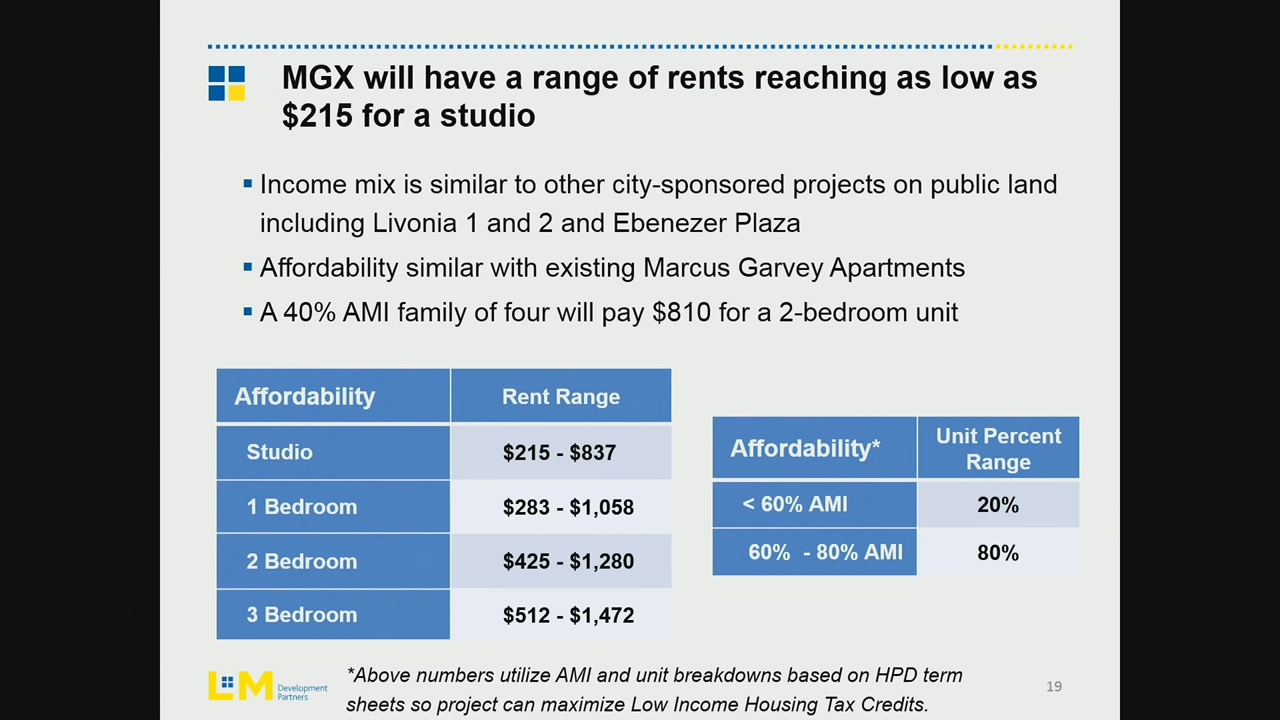 MGX will have a range of rents reaching as low as
$215 for a studio
Income mix is similar to other city-sponsored projects on public land
including Livonia 1 and 2 and Ebenezer Plaza
Affordability similar with existing Marcus Garvey Apartments
A 40% AMI family of four will pay $810 for a 2-bedroom unit
Affordability Rent Range
Studio $215 - $837
1 Bedroom $283 - $1,058
2 Bedroom $425 - $1,280
3 Bedroom $512 - $1,472
Affordability* Unit Percent
Range
< 60% AMI 20%
60% - 80% AMI 80%
L+M Development
Partners
*Above numbers utilize AMI and unit breakdowns based on HPD term
sheets so project can maximize Low Income Housing Tax Credits.
19